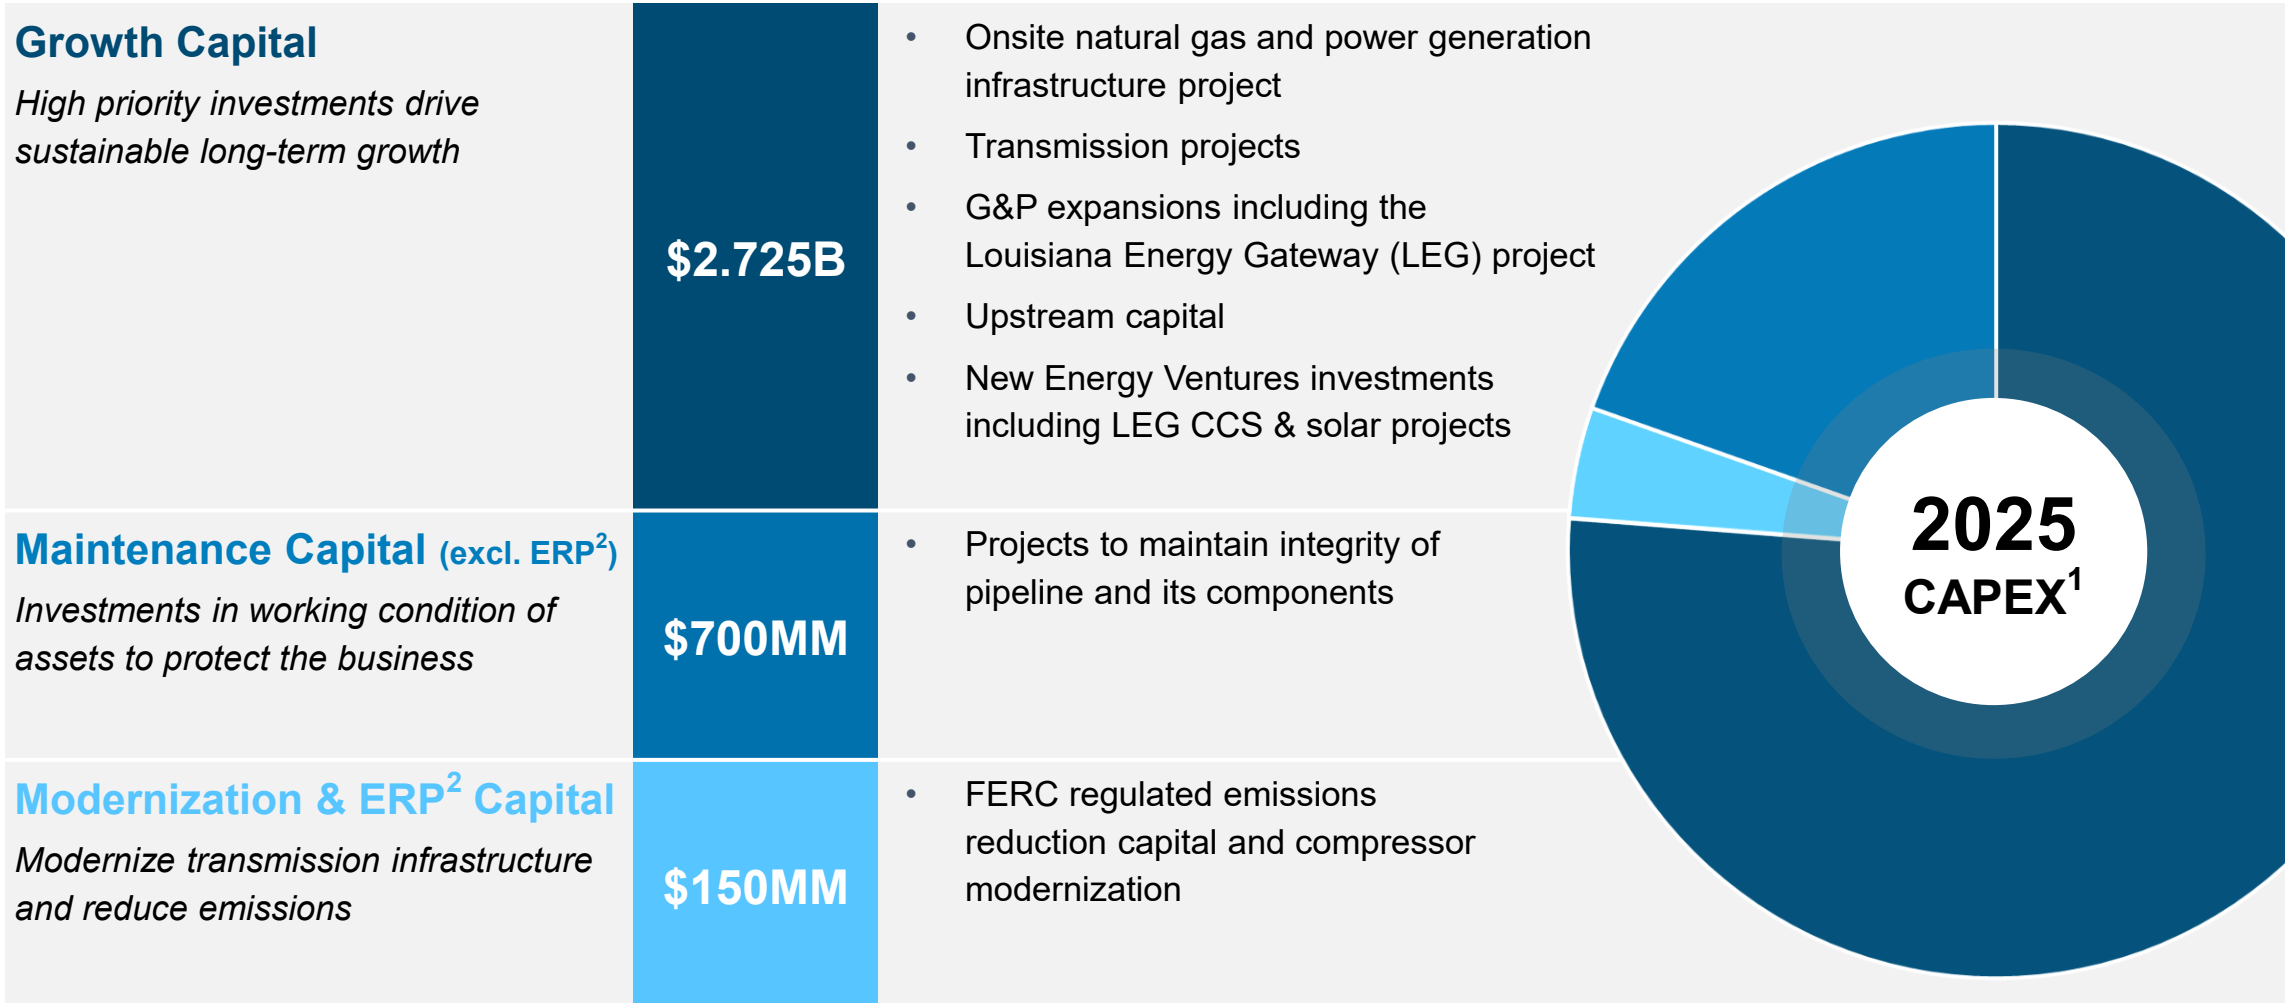 Growth Capital
High priority investments drive
sustainable long-term growth
$2.725B
• Onsite natural gas and power generation
infrastructure project
• Transmission projects
• G&P expansions including the
Louisiana Energy Gateway (LEG) project
• Upstream capital
• New Energy Ventures investments
including LEG CCS & solar projects
Maintenance Capital (excl. ERP²)
Investments in working condition of
assets to protect the business
$700MM
• Projects to maintain integrity of
pipeline and its components
Modernization & ERP² Capital
Modernize transmission infrastructure
and reduce emissions
$150MM
• FERC regulated emissions
reduction capital and compressor
modernization
2025
CAPEX¹